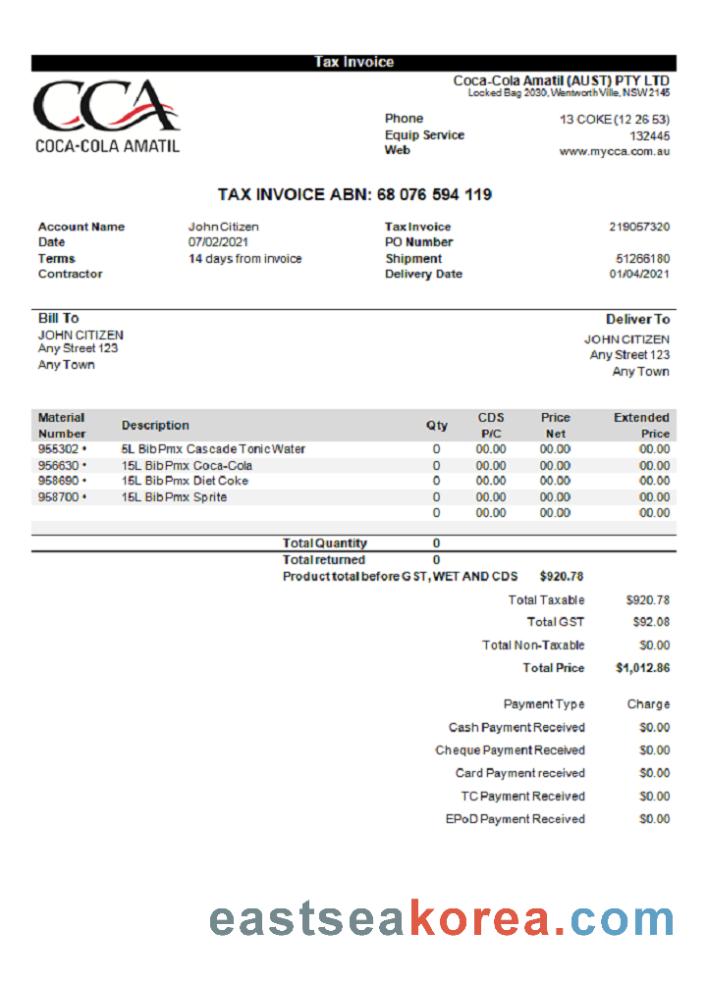 Tax Invoice
CCA
COCA-COLA AMATIL
Coca-Cola Amatil (AUST) PTY LTD
Locked Bag 2030, Wentworth Ville, NSW 2145
Phone 13 COKE (12 26 53)
Equip Service 132445
Web www.mycca.com.au
TAX INVOICE ABN: 68 076 594 119
Account Name John Citizen Tax Invoice 219057320
Date 07/02/2021 PO Number
Terms 14 days from invoice Shipment 51266180
Contractor Delivery Date 01/04/2021
Bill To Deliver To
JOHN CITIZEN JOHN CITIZEN
Any Street 123 Any Street 123
Any Town Any Town
Material Number Description Qty CDS P/C Price Net Extended Price
955302 • 5L Bib Pmx Cascade Tonic Water 0 00.00 00.00 00.00
956630 • 15L Bib Pmx Coca-Cola 0 00.00 00.00 00.00
958690 • 15L Bib Pmx Diet Coke 0 00.00 00.00 00.00
958700 • 15L Bib Pmx Sprite 0 00.00 00.00 00.00
0 00.00 00.00 00.00
Total Quantity 0
Total returned 0
Product total before GST, WET AND CDS $920.78
Total Taxable $920.78
Total GST $92.08
Total Non-Taxable $0.00
Total Price $1,012.86
Payment Type Charge
Cash Payment Received $0.00
Cheque Payment Received $0.00
Card Payment received $0.00
TC Payment Received $0.00
EPoD Payment Received $0.00
eastseakorea.com